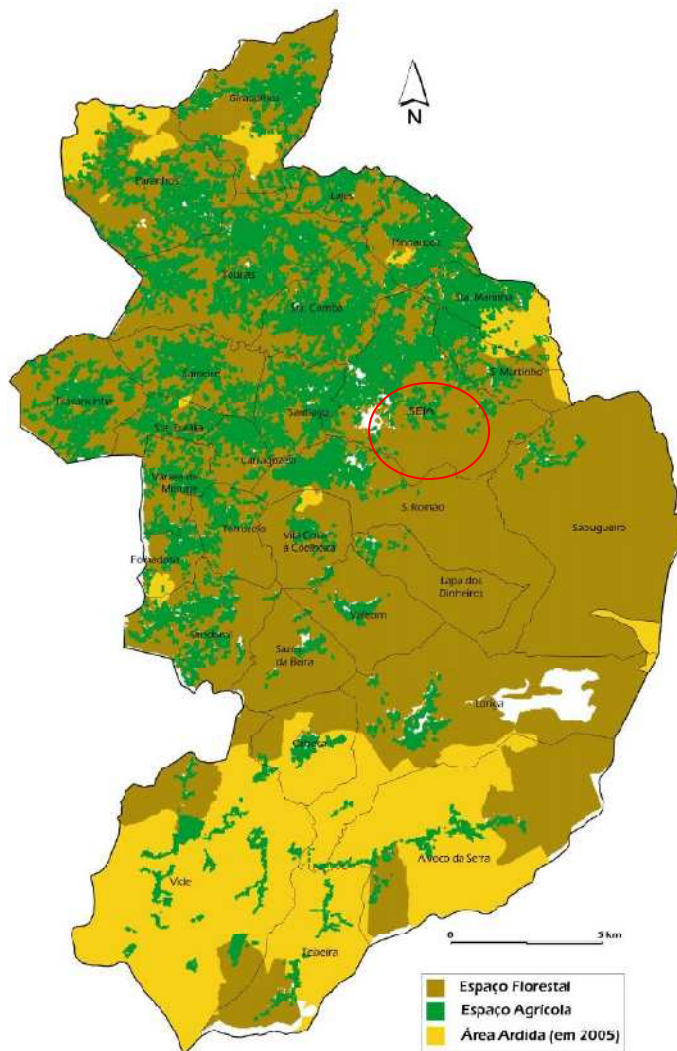 Girabolhos
N
Paranhos
Lajes
Pinhanços
Tourais
Sta. Marinha
Sta. Comba
S. Martinho
Sameice
Travancinha
Santiago
SEIA
Sta. Eulália
Carragozela
Várzea de
Meruge
S. Romão
Sabugueiro
Torrozelo
Vila Cova
à Coelheira
Folhadosa
Lapa dos
Dinheiros
Valezim
Sandomil
Sazes
da Beira
Loriga
Cabeça
Alvoco da Serra
Vide
Teixeira
0
5 km
Espaço Florestal
Espaço Agrícola
Área Ardida (em 2005)